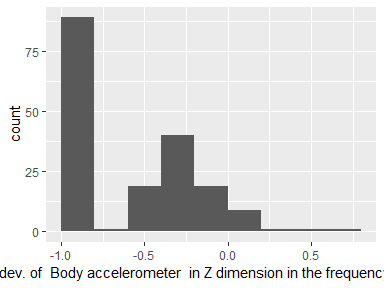 75
50
25
0
count
-1.0 -0.5 0.0 0.5
dev. of Body accelerometer in Z dimension in the frequency